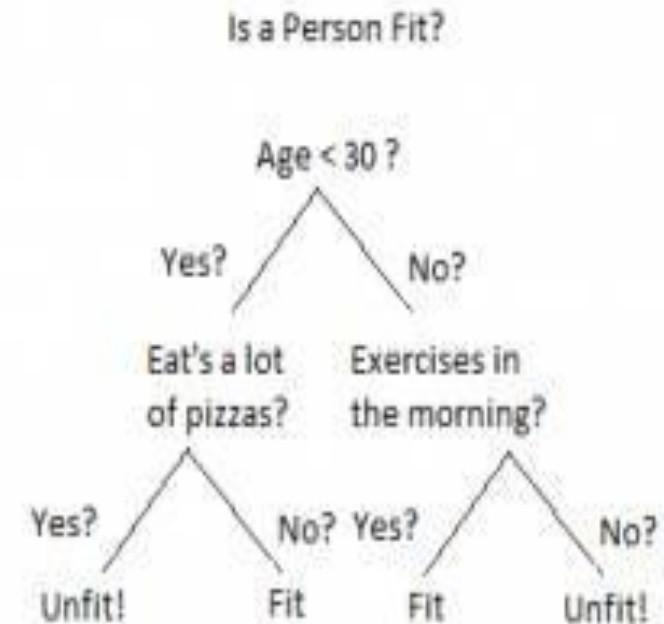 Is a Person Fit?
Age < 30 ?
Yes?
No?
Eat's a lot
of pizzas?
Exercises in
the morning?
Yes?
No?
Yes?
No?
Unfit!
Fit
Fit
Unfit!